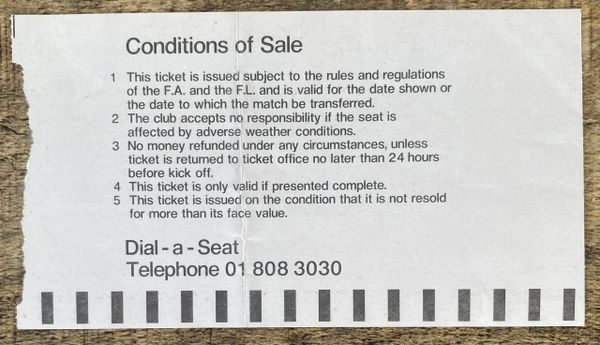 Conditions of Sale
1 This ticket is issued subject to the rules and regulations
of the F.A. and the F.L. and is valid for the date shown or
the date to which the match be transferred.
2 The club accepts no responsibility if the seat is
affected by adverse weather conditions.
3 No money refunded under any circumstances, unless
ticket is returned to ticket office no later than 24 hours
before kick off.
4 This ticket is only valid if presented complete.
5 This ticket is issued on the condition that it is not resold
for more than its face value.
Dial-a-Seat
Telephone 01 808 3030